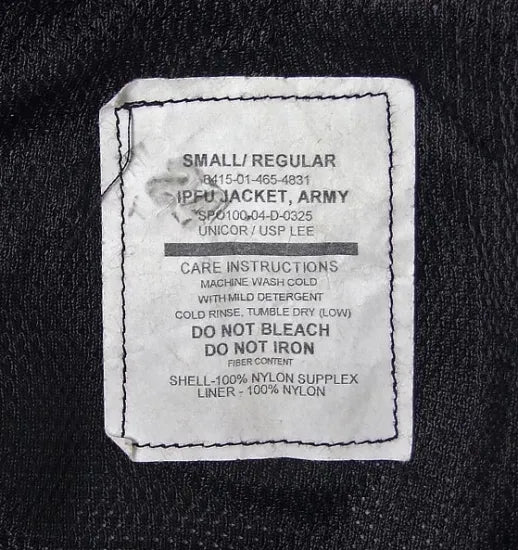 SMALL/ REGULAR
8415-01-465-4831
IPFU JACKET, ARMY
SPO100-04-D-0325
UNICOR / USP LEE
CARE INSTRUCTIONS
MACHINE WASH COLD
WITH MILD DETERGENT
COLD RINSE, TUMBLE DRY (LOW)
DO NOT BLEACH
DO NOT IRON
FIBER CONTENT
SHELL-100% NYLON SUPPLEX
LINER - 100% NYLON